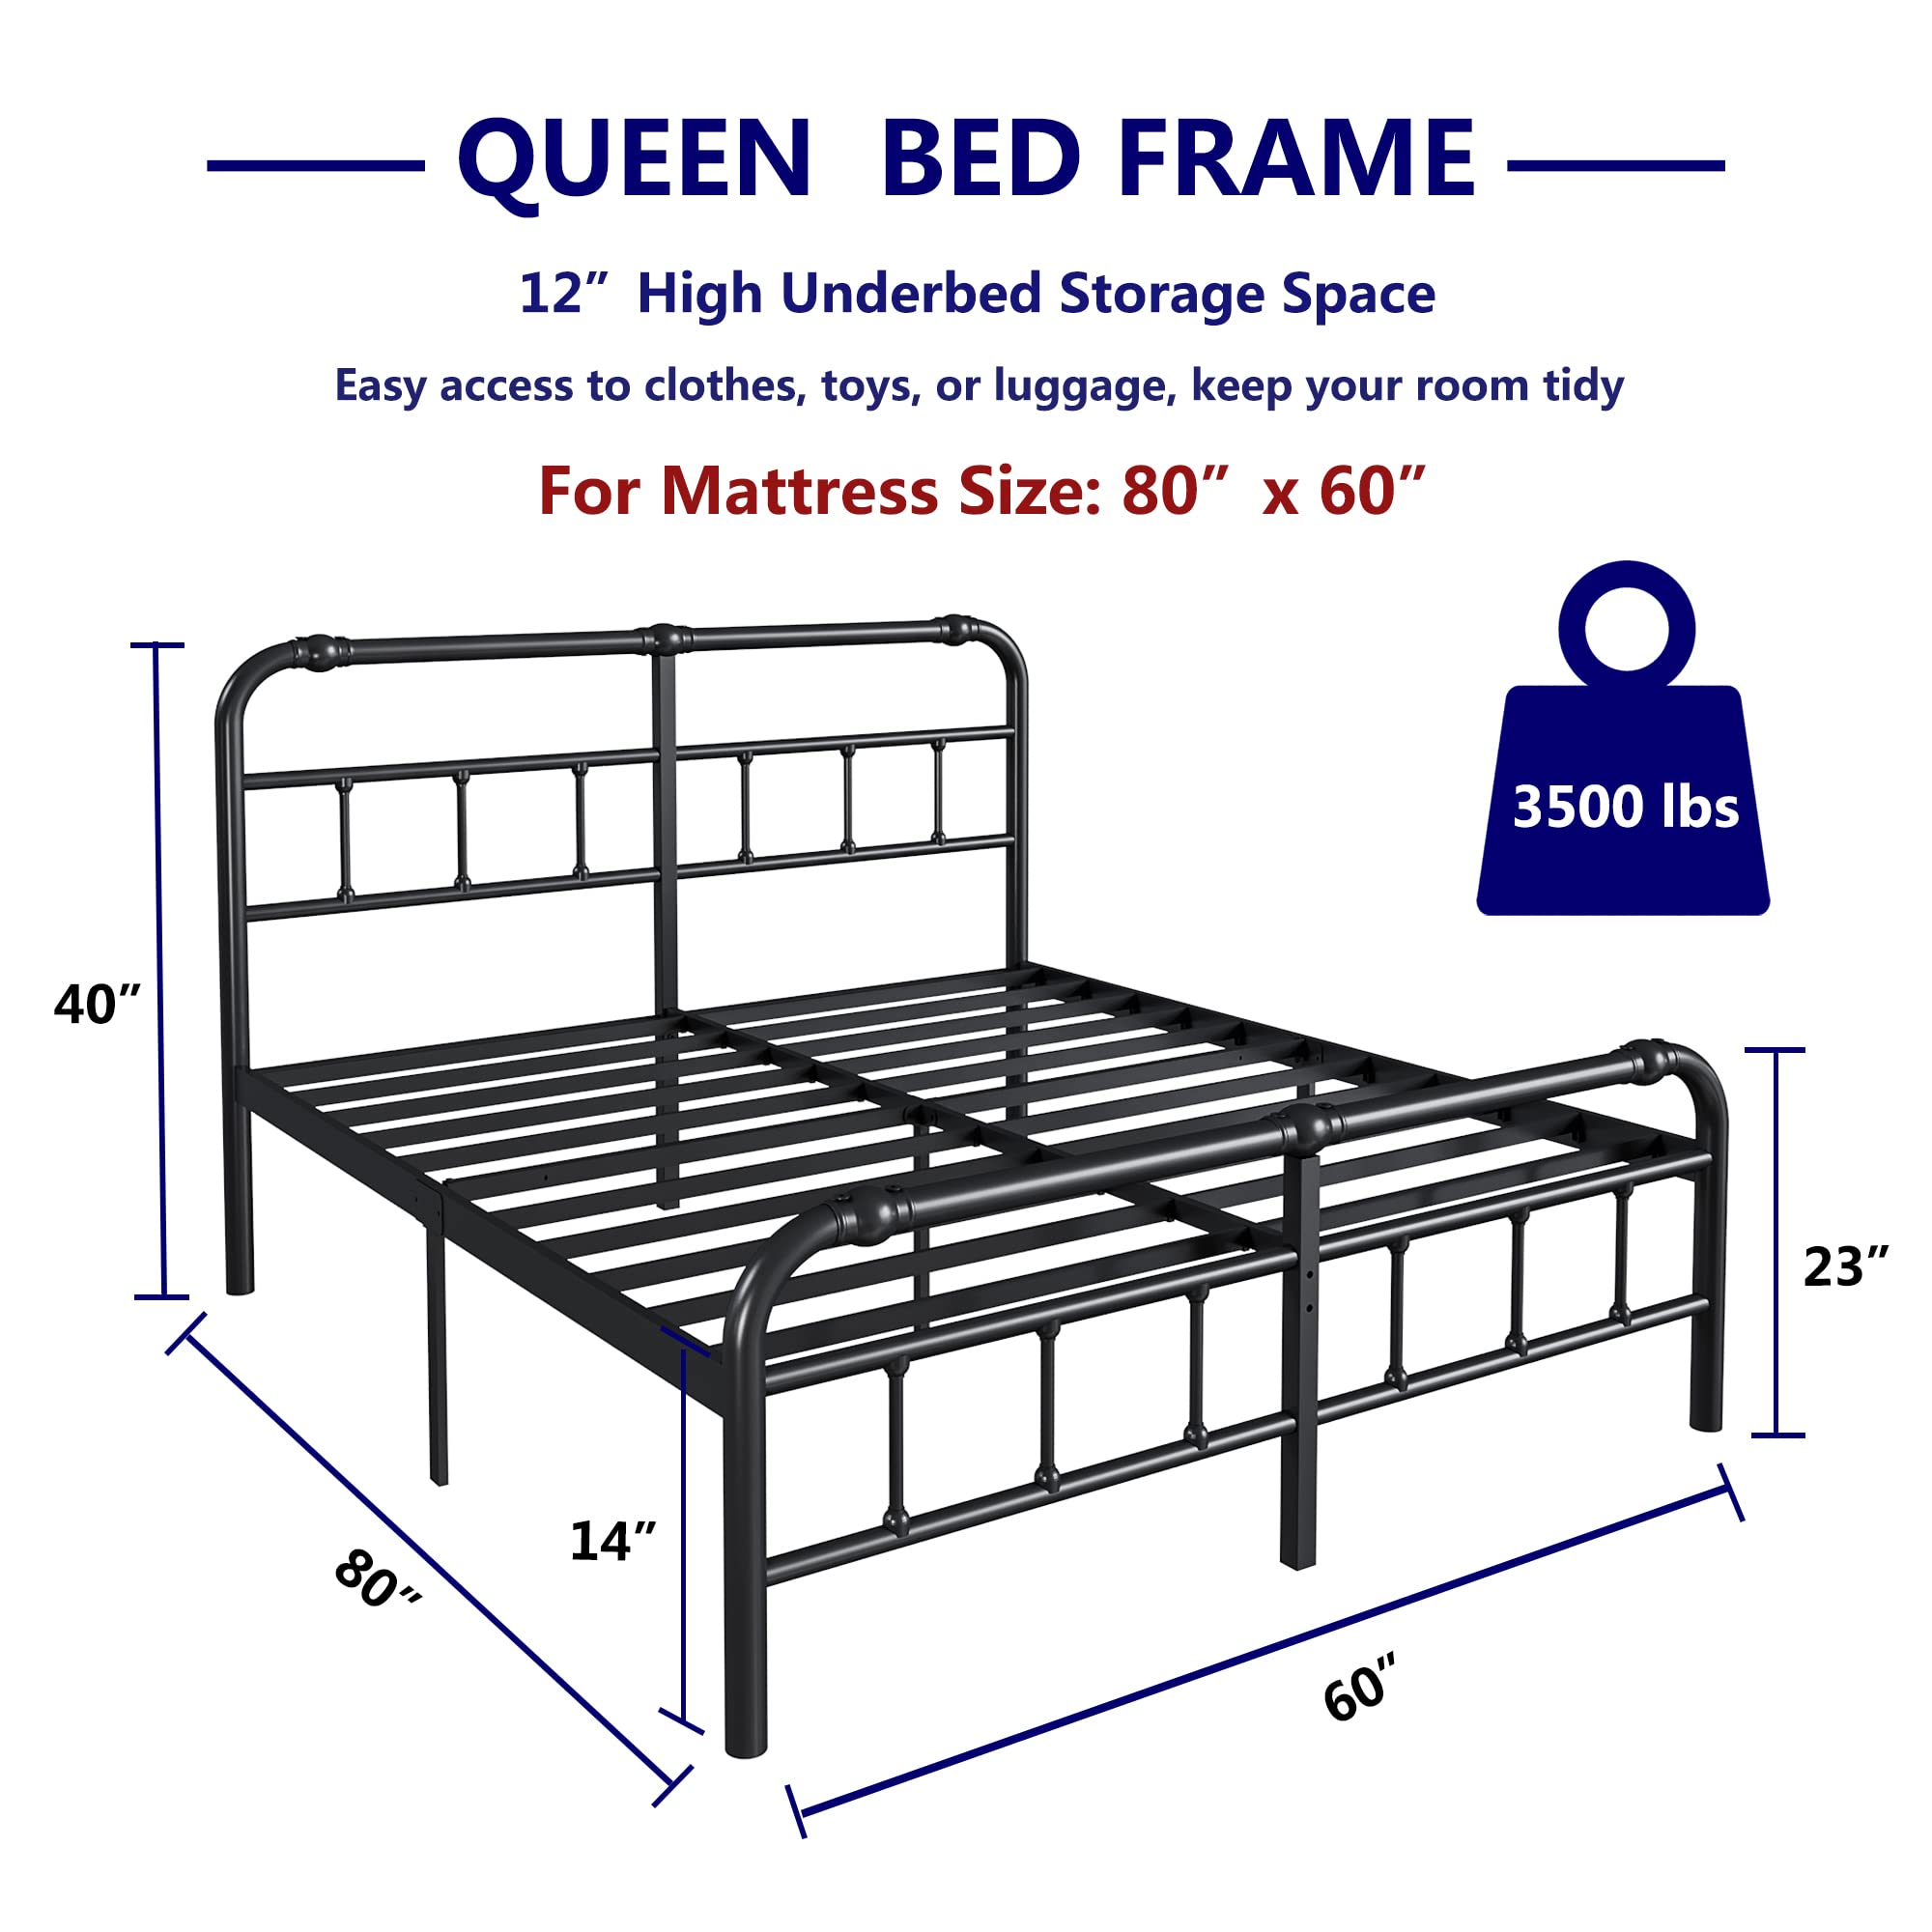 QUEEN BED FRAME
12” High Underbed Storage Space
Easy access to clothes, toys, or luggage, keep your room tidy
For Mattress Size: 80” x 60”
3500 lbs
40”
23”
14”
80”
60”